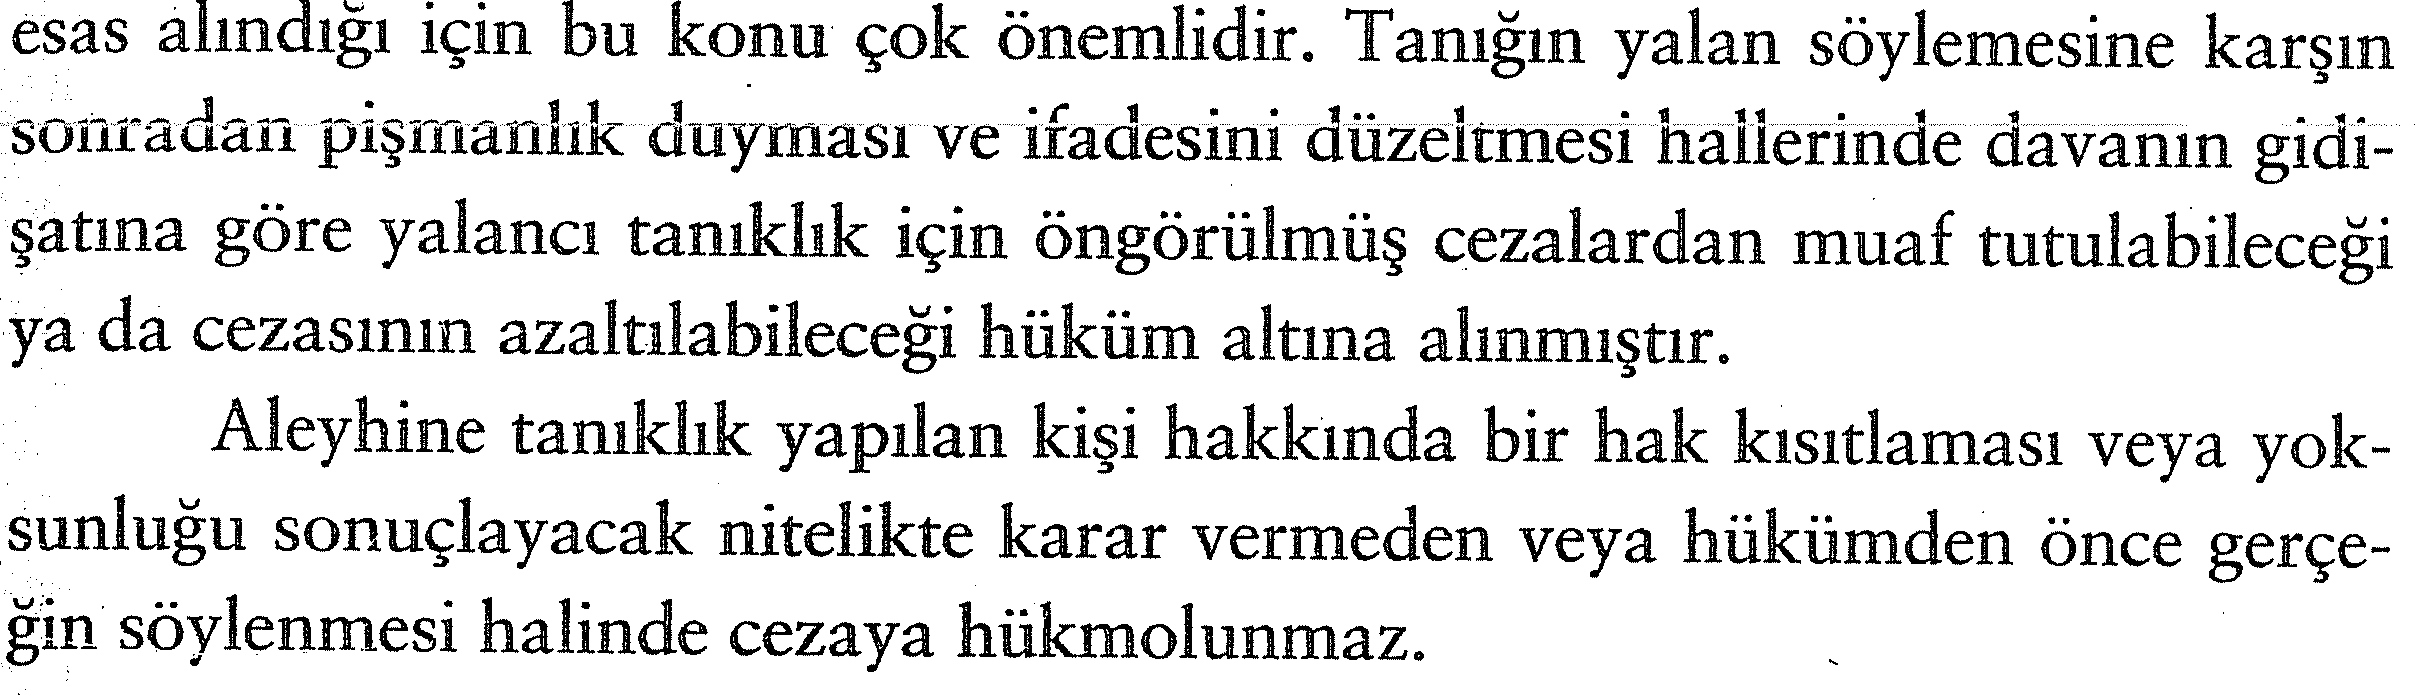 esas alındığı için bu konu çok önemlidir. Tanığın yalan söylemesine karşın
sonradan pişmanlık duyması ve ifadesini düzeltmesi hallerinde davanın gidi-
şatına göre yalancı tanıklık için öngörülmüş cezalardan muaf tutulabileceği
ya da cezasının azaltılabileceği hüküm altına alınmıştır.
Aleyhine tanıklık yapılan kişi hakkında bir hak kısıtlaması veya yok-
sunluğu sonuçlayacak nitelikte karar vermeden veya hükümden önce gerçe-
ğin söylenmesi halinde cezaya hükmolunmaz.